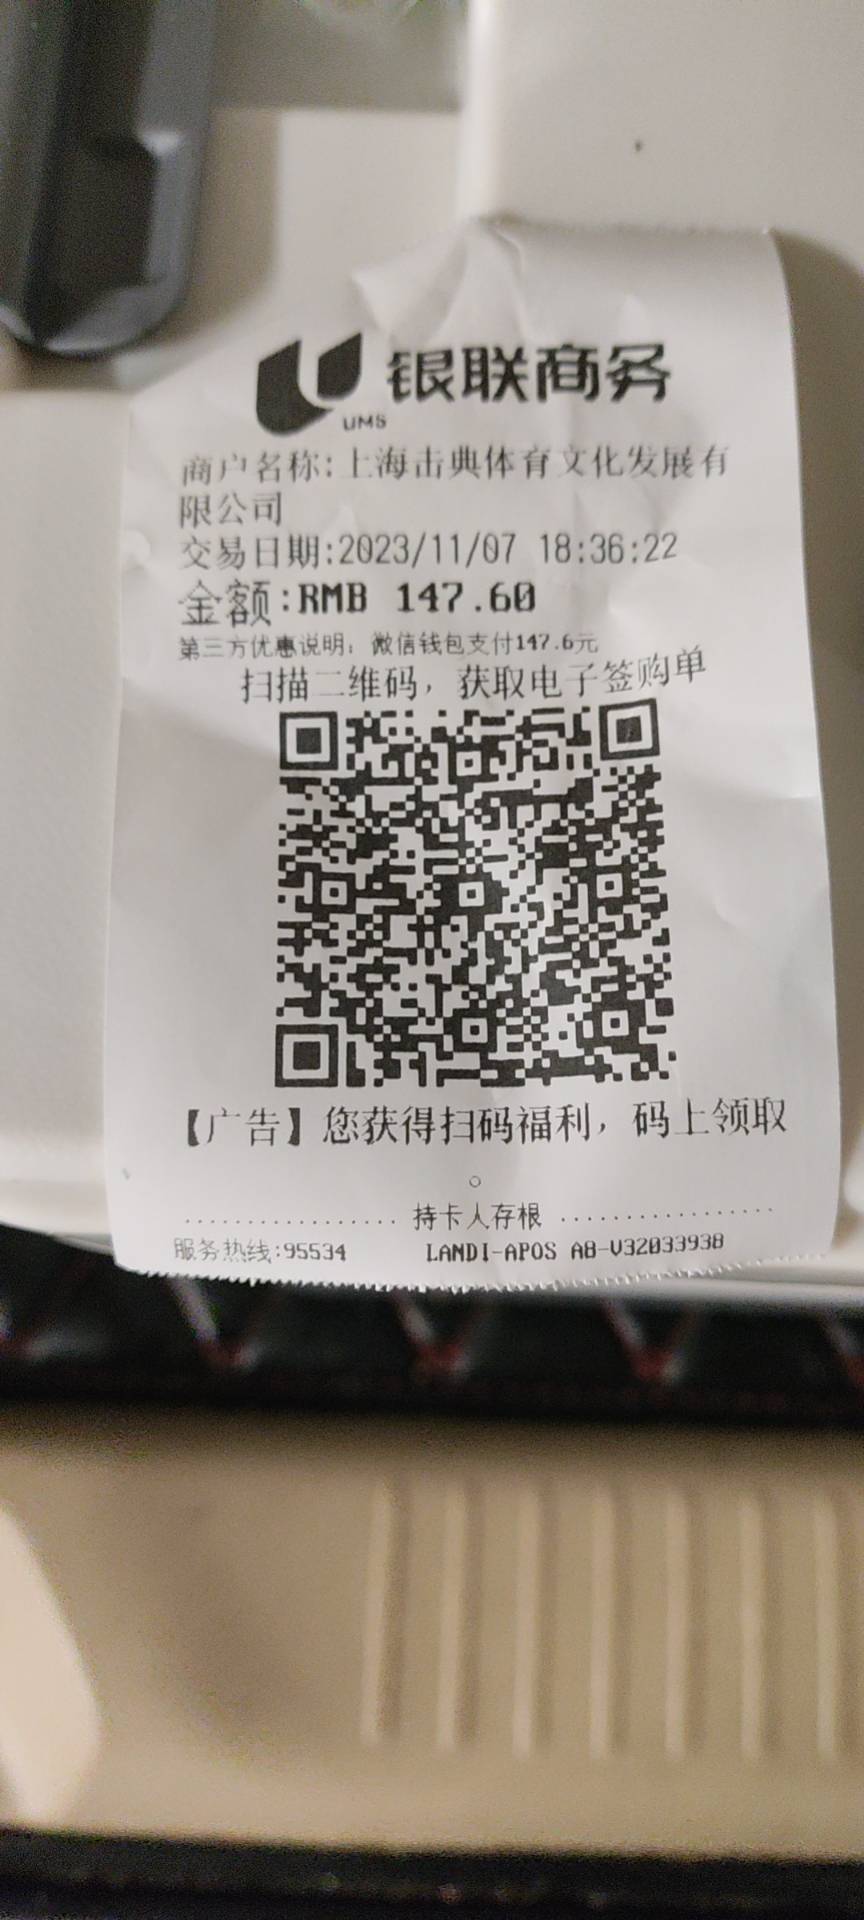 银联商务
UMS
商户名称:上海击典体育文化发展有
限公司
交易日期:2023/11/07 18:36:22
金额:RMB 147.60
第三方优惠说明: 微信钱包支付147.6元
扫描二维码，获取电子签购单
【广告】您获得扫码福利，码上领取
。
持卡人存根
服务热线:95534 LANDI-APOS A8-V32033938